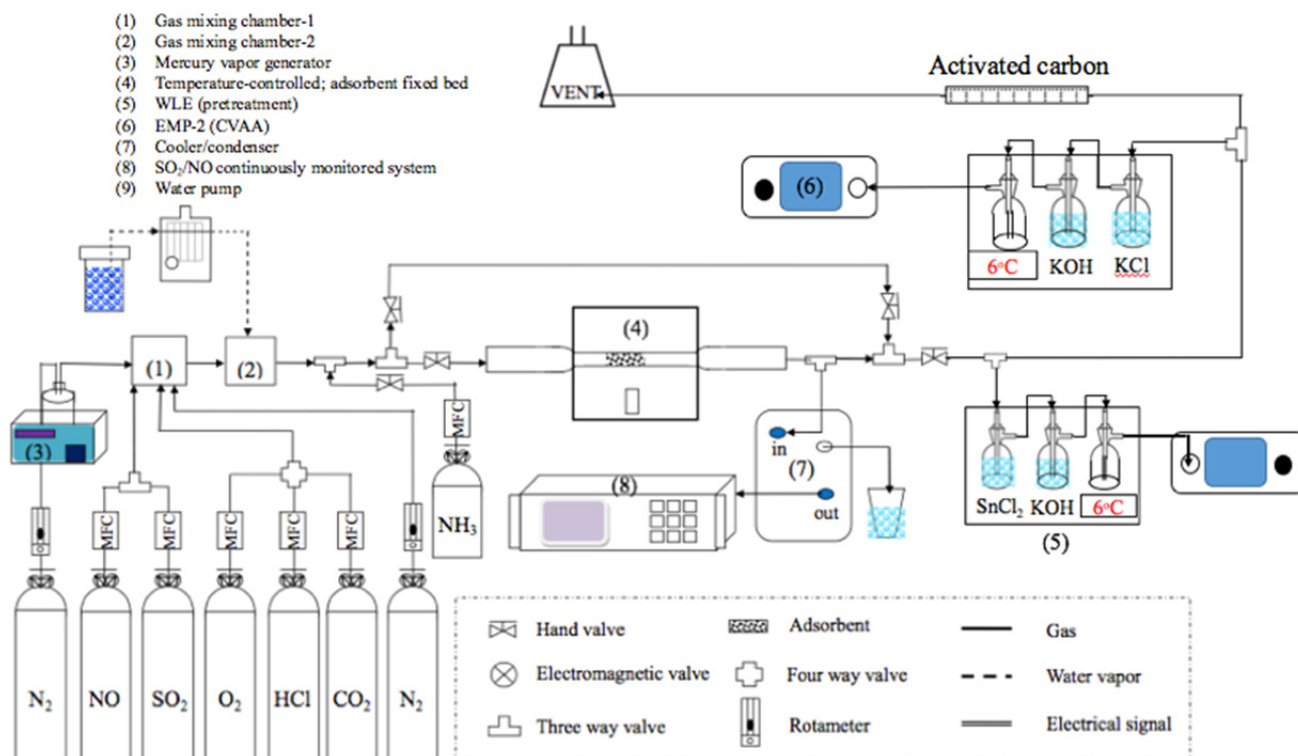 (1) Gas mixing chamber-1
(2) Gas mixing chamber-2
(3) Mercury vapor generator
(4) Temperature-controlled; adsorbent fixed bed
(5) WLE (pretreatment)
(6) EMP-2 (CVAA)
(7) Cooler/condenser
(8) SO₂/NO continuously monitored system
(9) Water pump
VENT
Activated carbon
(6)
6°C KOH KCl
(1)
(2)
(3)
(4)
MFC
NH₃
in
(7)
out
(8)
SnCl₂ KOH 6°C
(5)
MFC MFC MFC MFC MFC
N₂ NO SO₂ O₂ HCl CO₂ N₂
Hand valve Adsorbent Gas
Electromagnetic valve Four way valve Water vapor
Three way valve Rotameter Electrical signal